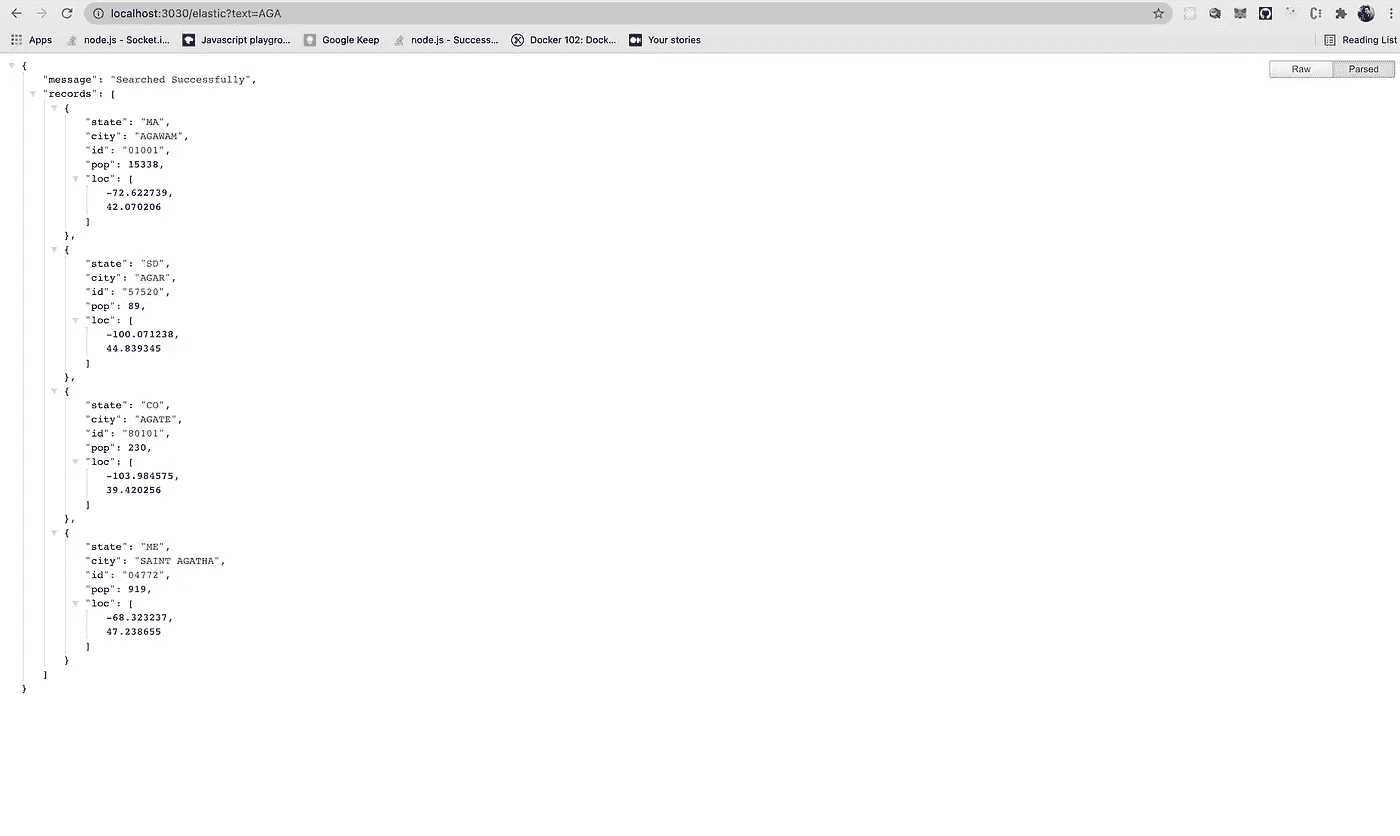 localhost:3030/elastic?text=AGA
Apps node.js - Socket.i... Javascript playgro... Google Keep node.js - Success... Docker 102: Dock... Your stories Reading List
Raw Parsed
{
"message": "Searched Successfully",
"records": [
{
"state": "MA",
"city": "AGAWAM",
"id": "01001",
"pop": 15338,
"loc": [
-72.622739,
42.070206
]
},
{
"state": "SD",
"city": "AGAR",
"id": "57520",
"pop": 89,
"loc": [
-100.071238,
44.839345
]
},
{
"state": "CO",
"city": "AGATE",
"id": "80101",
"pop": 230,
"loc": [
-103.984575,
39.420256
]
},
{
"state": "ME",
"city": "SAINT AGATHA",
"id": "04772",
"pop": 919,
"loc": [
-68.323237,
47.238655
]
}
]
}